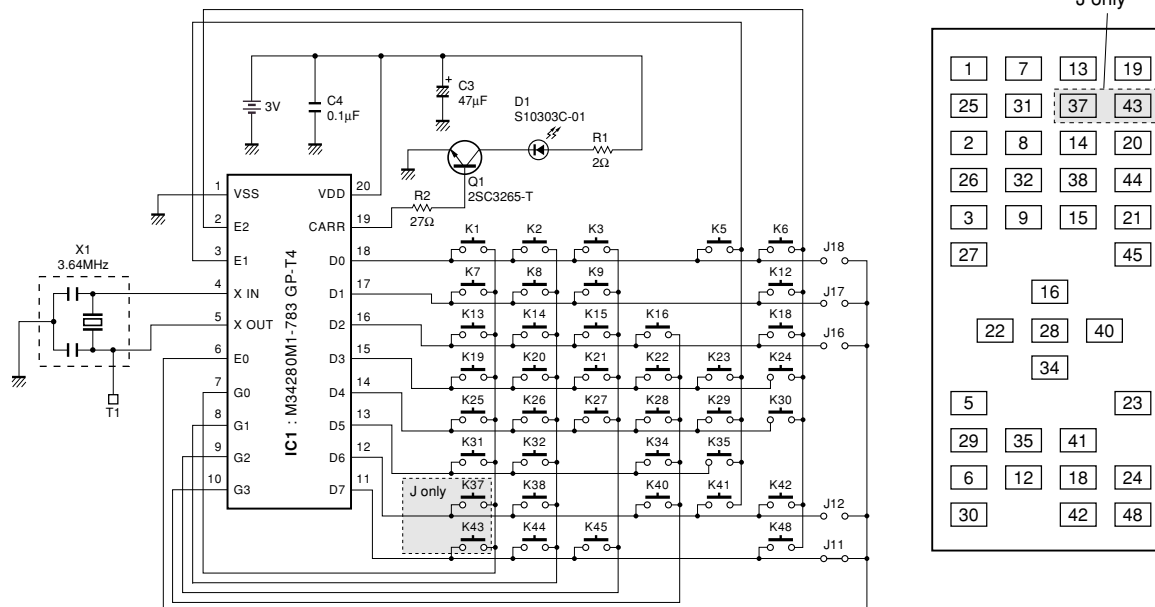 J only
3V
C4
0.1μF
+
C3
47μF
D1
S10303C-01
R1
2Ω
Q1
2SC3265-T
R2
27Ω
X1
3.64MHz
T1
IC1 : M34280M1-783 GP-T4
1 VSS
2 E2
3 E1
4 X IN
5 X OUT
6 E0
7 G0
8 G1
9 G2
10 G3
VDD 20
CARR 19
D0 18
D1 17
D2 16
D3 15
D4 14
D5 13
D6 12
D7 11
K1 K2 K3 K5 K6 J18
K7 K8 K9 K12 J17
K13 K14 K15 K16 K18 J16
K19 K20 K21 K22 K23 K24
K25 K26 K27 K28 K29 K30
K31 K32 K34 K35
J only K37 K38 K40 K41 K42 J12
K43 K44 K45 K48 J11
1 7 13 19
25 31 37 43
2 8 14 20
26 32 38 44
3 9 15 21
27 45
16
22 28 40
34
5 23
29 35 41
6 12 18 24
30 42 48